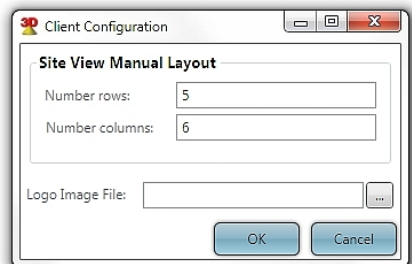 3D Client Configuration
Site View Manual Layout
Number rows: 5
Number columns: 6
Logo Image File: ...
OK Cancel